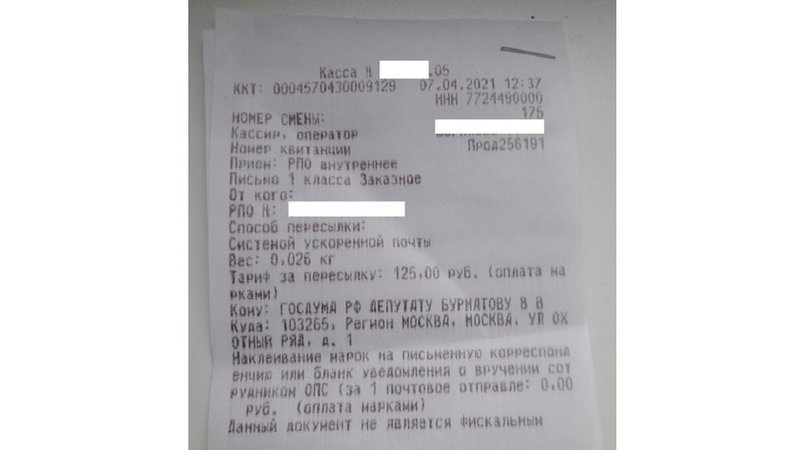 Касса N .05
ККТ: 0004570430009129 07.04.2021 12:37
ИНН 7724490000
НОМЕР СМЕНЫ: 175
Кассир, оператор
Номер квитанции Прод256191
Прием: РПО внутреннее
Письмо 1 класса Заказное
От кого:
РПО N:
Способ пересылки:
Системой ускоренной почты
Вес: 0,026 кг
Тариф за пересылку: 125,00 руб. (оплата ма
рками)
Кому: ГОСДУМА РФ ДЕПУТАТУ БУРМАТОВУ В В
Куда: 103265, Регион МОСКВА, МОСКВА, УЛ ОХ
ОТНЫЙ РЯД, д. 1
Наклеивание марок на письменную корреспонд
енцию или бланк уведомления о вручении сот
рудником ОПС (за 1 почтовое отправле: 0,00
руб. (оплата марками)
Данный документ не является фискальным